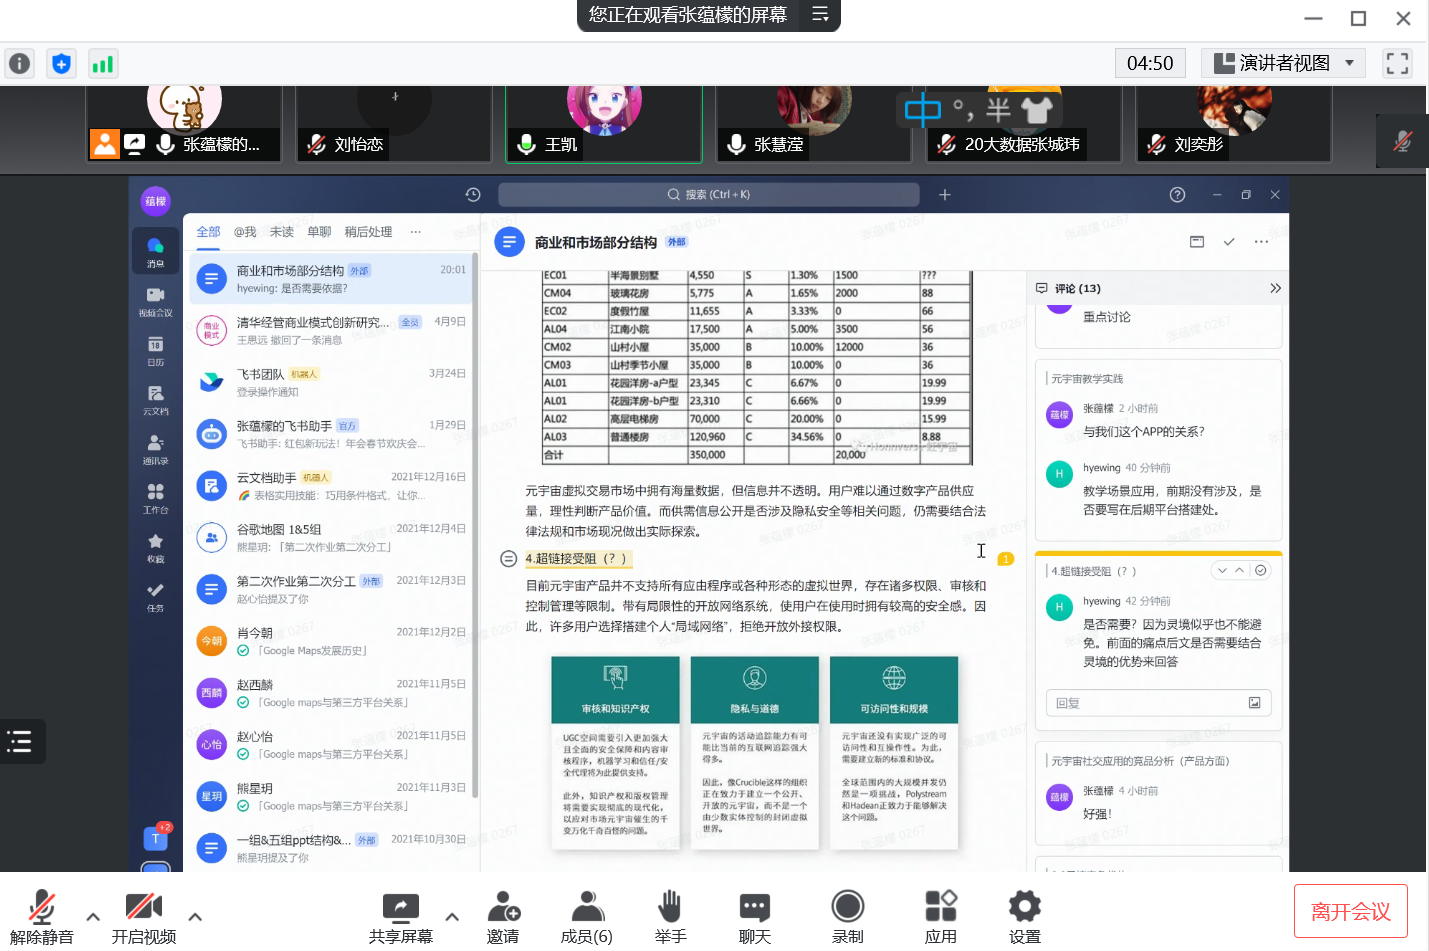 您正在观看张蕴檬的屏幕
04:50
演讲者视图
张蕴檬的...
刘怡恋
王凯
张慧滢
20大数据张城玮
刘奕彤
中 °, 半
蕴檬
搜索 (Ctrl + K)
消息
视频会议
日历
18
云文档
通讯录
工作台
收藏
任务
T
+2
全部
@我
未读
单聊
稍后处理
...
商业和市场部分结构 外部 20:01
hyewing: 是否需要依据?
商业模式
清华经管商业模式创新研究... 全员 4月9日
王思远 撤回了一条消息
飞书团队 机器人 3月24日
登录操作通知
张蕴檬的飞书助手 官方 1月29日
飞书助手: 红包新玩法！年会春节欢庆会...
云文档助手 机器人 2021年12月16日
表格实用技能：巧用条件格式，让你...
谷歌地图 1&5组 2021年12月4日
熊星玥: 「第二次作业第二次分工」
第二次作业第二次分工 外部 2021年12月3日
赵心怡提及了你
今朝
肖今朝 2021年12月2日
「Google Maps发展历史」
西麟
赵西麟 2021年11月5日
「Google maps与第三方平台关系」
心怡
赵心怡 2021年11月5日
「Google maps与第三方平台关系」
星玥
熊星玥 2021年11月3日
「Google maps与第三方平台关系」
一组&五组ppt结构&... 外部 2021年10月30日
熊星玥提及了你
商业和市场部分结构 外部
EC01 半海景别墅 4,550 S 1.30% 1500 ???
CM04 玻璃花房 5,775 A 1.65% 2000 88
EC02 度假竹屋 11,655 A 3.33% 0 66
AL04 江南小院 17,500 A 5.00% 3500 56
CM02 山村小屋 35,000 B 10.00% 12000 36
CM03 山村季节小屋 35,000 B 10.00% 0 36
AL01 花园洋房-a户型 23,345 C 6.67% 0 19.99
AL01 花园洋房-b户型 23,310 C 6.66% 0 19.99
AL02 高层电梯房 70,000 C 20.00% 0 15.99
AL03 普通楼房 120,960 C 34.56% 0 8.88
合计 350,000 20,000
元宇宙虚拟交易市场中拥有海量数据，但信息并不透明。用户难以通过数字产品供应
量，理性判断产品价值。而供需信息公开是否涉及隐私安全等相关问题，仍需要结合法
律法规和市场现况做出实际探索。
4.超链接受阻（？）
1
目前元宇宙产品并不支持所有应由程序或各种形态的虚拟世界，存在诸多权限、审核和
控制管理等限制。带有局限性的开放网络系统，使用户在使用时拥有较高的安全感。因
此，许多用户选择搭建个人“局域网络”，拒绝开放外接权限。
审核和知识产权
UGC空间需要引入更加强大
且全面的安全保障和内容审
核程序，机器学习和信任/安
全代理将为此提供支持。
此外，知识产权和版权管理
将需要实现彻底的现代化，
以应对市场元宇宙催生的千
变万化千奇百怪的问题。
隐私与道德
元宇宙的活动追踪能力有可
能比当前的互联网追踪强大
得多。
因此，像Crucible这样的组织
正在致力于建立一个公开、
开放的元宇宙，而不是一个
由少数实体控制的封闭虚拟
世界。
可访问性和规模
元宇宙还没有实现广泛的可
访问性和互操作性。为此，
需要建立新的标准和协议。
全球范围内的大规模并发仍
然是一项挑战，Polystream
和Hadean正致力于能够解决
这个问题。
评论 (13)
重点讨论
元宇宙教学实践
蕴檬
张蕴檬 2 小时前
与我们这个APP的关系？
H
hyewing 40 分钟前
教学场景应用，前期没有涉及，是
否要写在后期平台搭建处。
4.超链接受阻（？）
H
hyewing 42 分钟前
是否需要？因为灵境似乎也不能避
免。前面的痛点后文是否需要结合
灵境的优势来回答
回复
元宇宙社交应用的竞品分析（产品方面）
蕴檬
张蕴檬 4 小时前
好强！
解除静音
开启视频
共享屏幕
邀请
成员(6)
举手
聊天
录制
应用
设置
离开会议